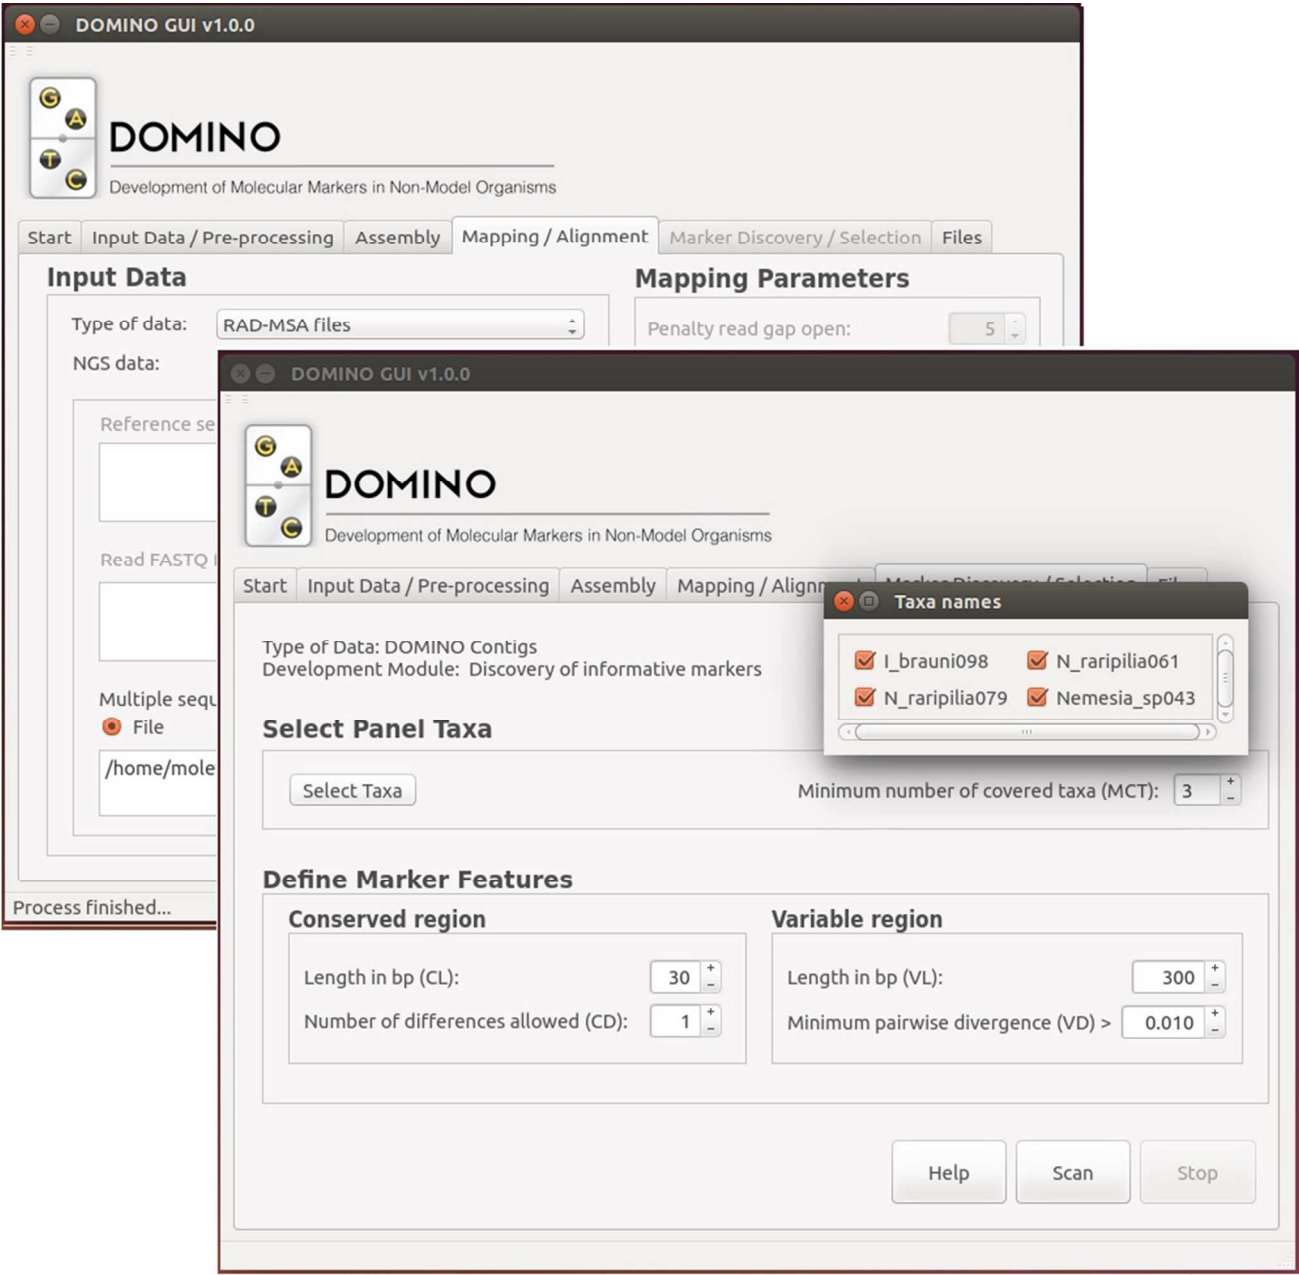 DOMINO GUI v1.0.0
G
A
T
C
DOMINO
Development of Molecular Markers in Non-Model Organisms
Start Input Data / Pre-processing Assembly Mapping / Alignment Marker Discovery / Selection Files
Input Data
Mapping Parameters
Type of data: RAD-MSA files
Penalty read gap open: 5
NGS data:
Reference se
Read FASTQ
Multiple sequ
File
/home/mole
Process finished...
DOMINO GUI v1.0.0
G
A
T
C
DOMINO
Development of Molecular Markers in Non-Model Organisms
Start Input Data / Pre-processing Assembly Mapping / Alignm Marker Discovery / Selection
Taxa names
I_brauni098 N_raripilia061
N_raripilia079 Nemesia_sp043
Type of Data: DOMINO Contigs
Development Module: Discovery of informative markers
Select Panel Taxa
Select Taxa Minimum number of covered taxa (MCT): 3
Define Marker Features
Conserved region
Length in bp (CL): 30
Number of differences allowed (CD): 1
Variable region
Length in bp (VL): 300
Minimum pairwise divergence (VD) > 0.010
Help Scan Stop